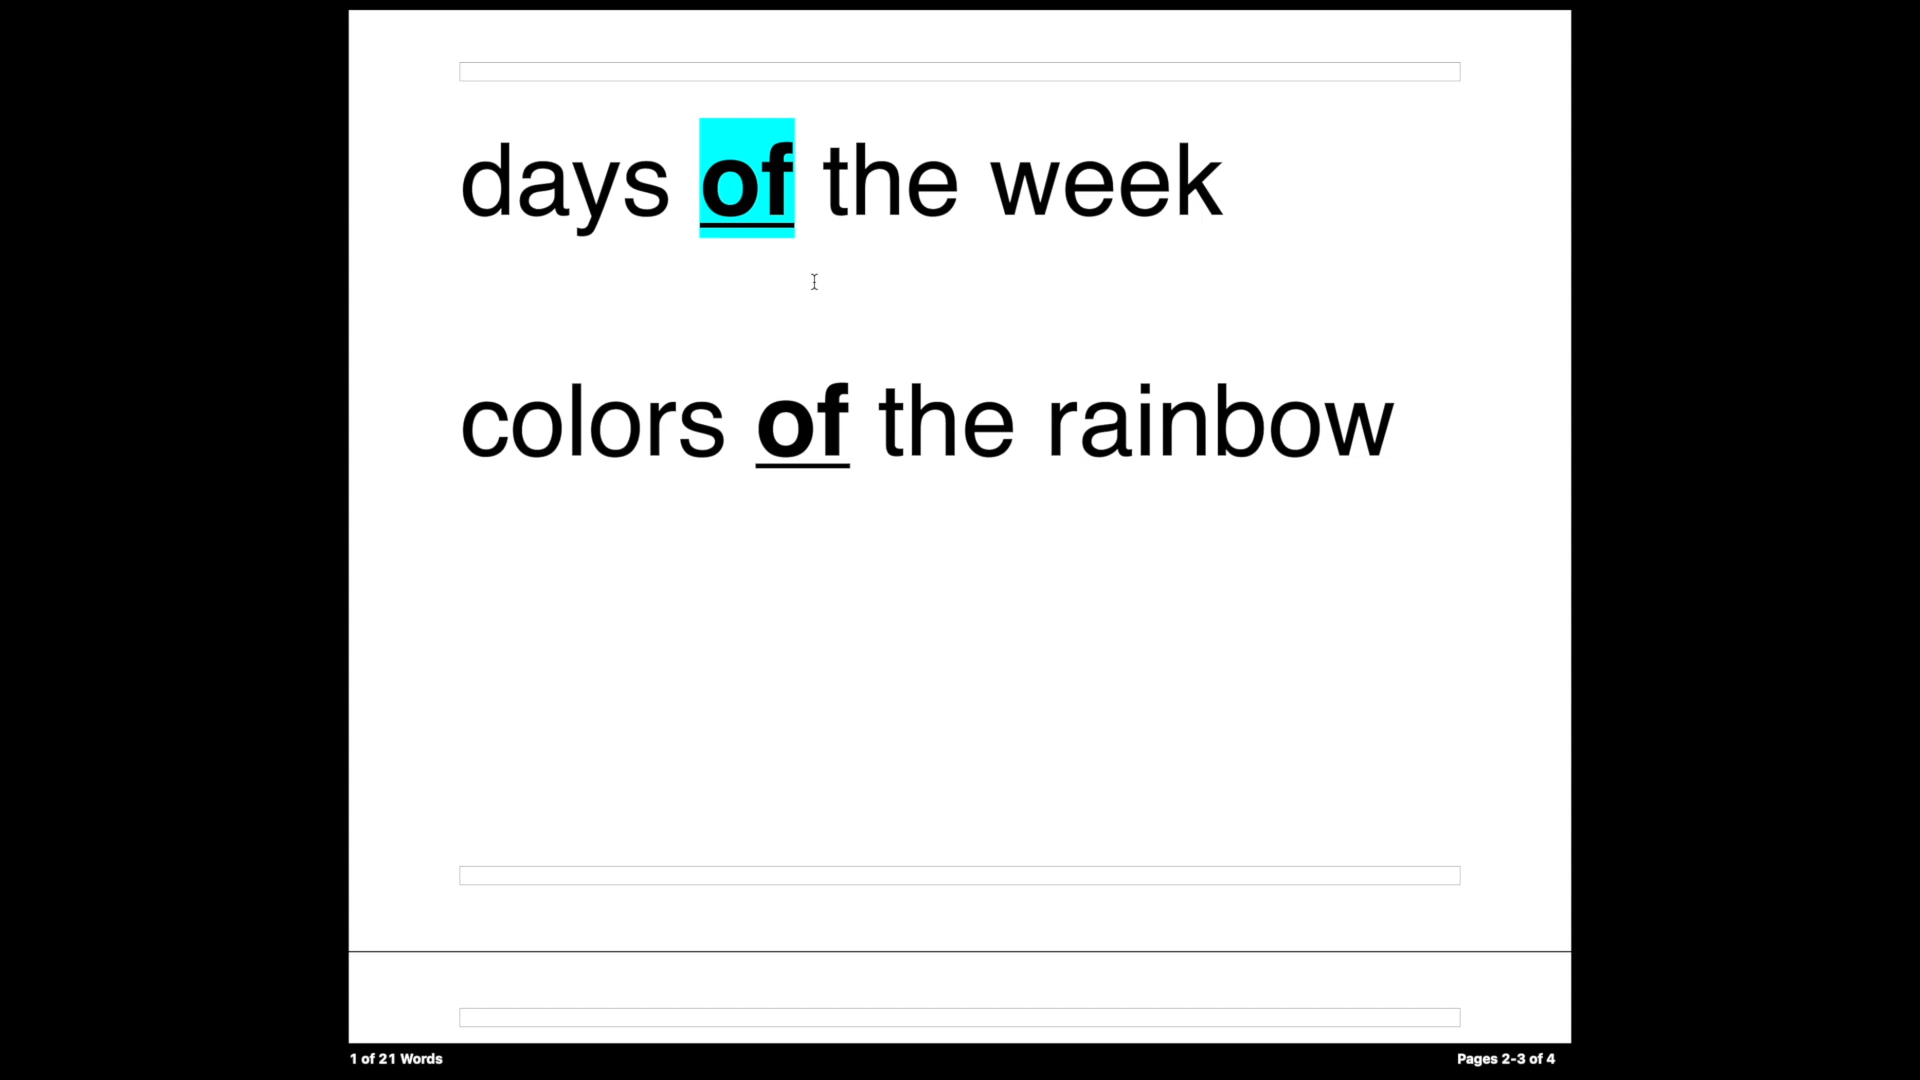 days of the week
colors of the rainbow
1 of 21 Words
Pages 2-3 of 4